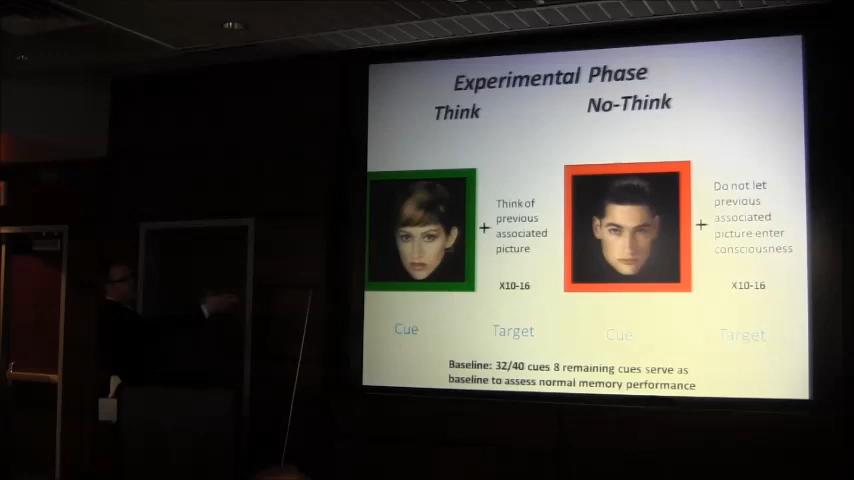 Experimental Phase
Think
No-Think
+
Think of
previous
associated
picture
X10-16
+
Do not let
previous
associated
picture enter
consciousness
X10-16
Cue
Target
Cue
Target
Baseline: 32/40 cues 8 remaining cues serve as
baseline to assess normal memory performance